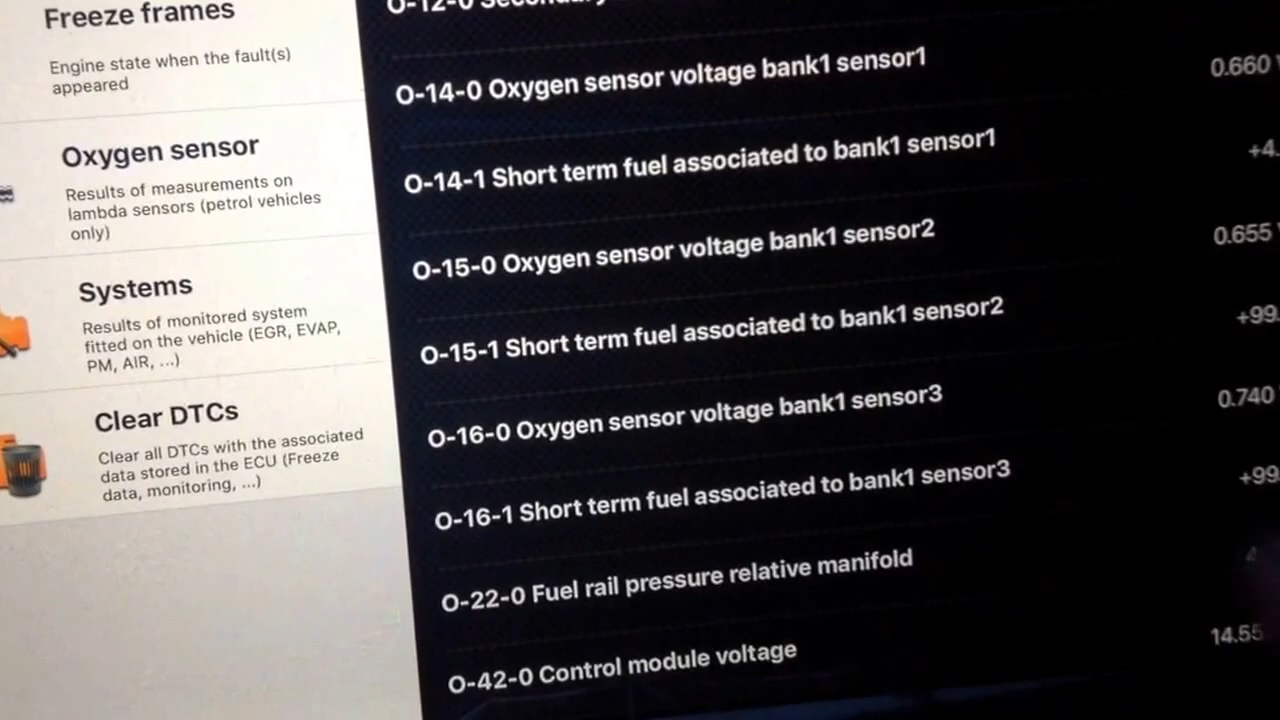 Freeze frames
Engine state when the fault(s)
appeared
Oxygen sensor
Results of measurements on
lambda sensors (petrol vehicles
only)
Systems
Results of monitored system
fitted on the vehicle (EGR, EVAP,
PM, AIR, ...)
Clear DTCs
Clear all DTCs with the associated
data stored in the ECU (Freeze
data, monitoring, ...)
O-12-0 Secondary
O-14-0 Oxygen sensor voltage bank1 sensor1 0.660
O-14-1 Short term fuel associated to bank1 sensor1 +4.
O-15-0 Oxygen sensor voltage bank1 sensor2 0.655
O-15-1 Short term fuel associated to bank1 sensor2 +99.
O-16-0 Oxygen sensor voltage bank1 sensor3 0.740
O-16-1 Short term fuel associated to bank1 sensor3 +99
O-22-0 Fuel rail pressure relative manifold
O-42-0 Control module voltage 14.55